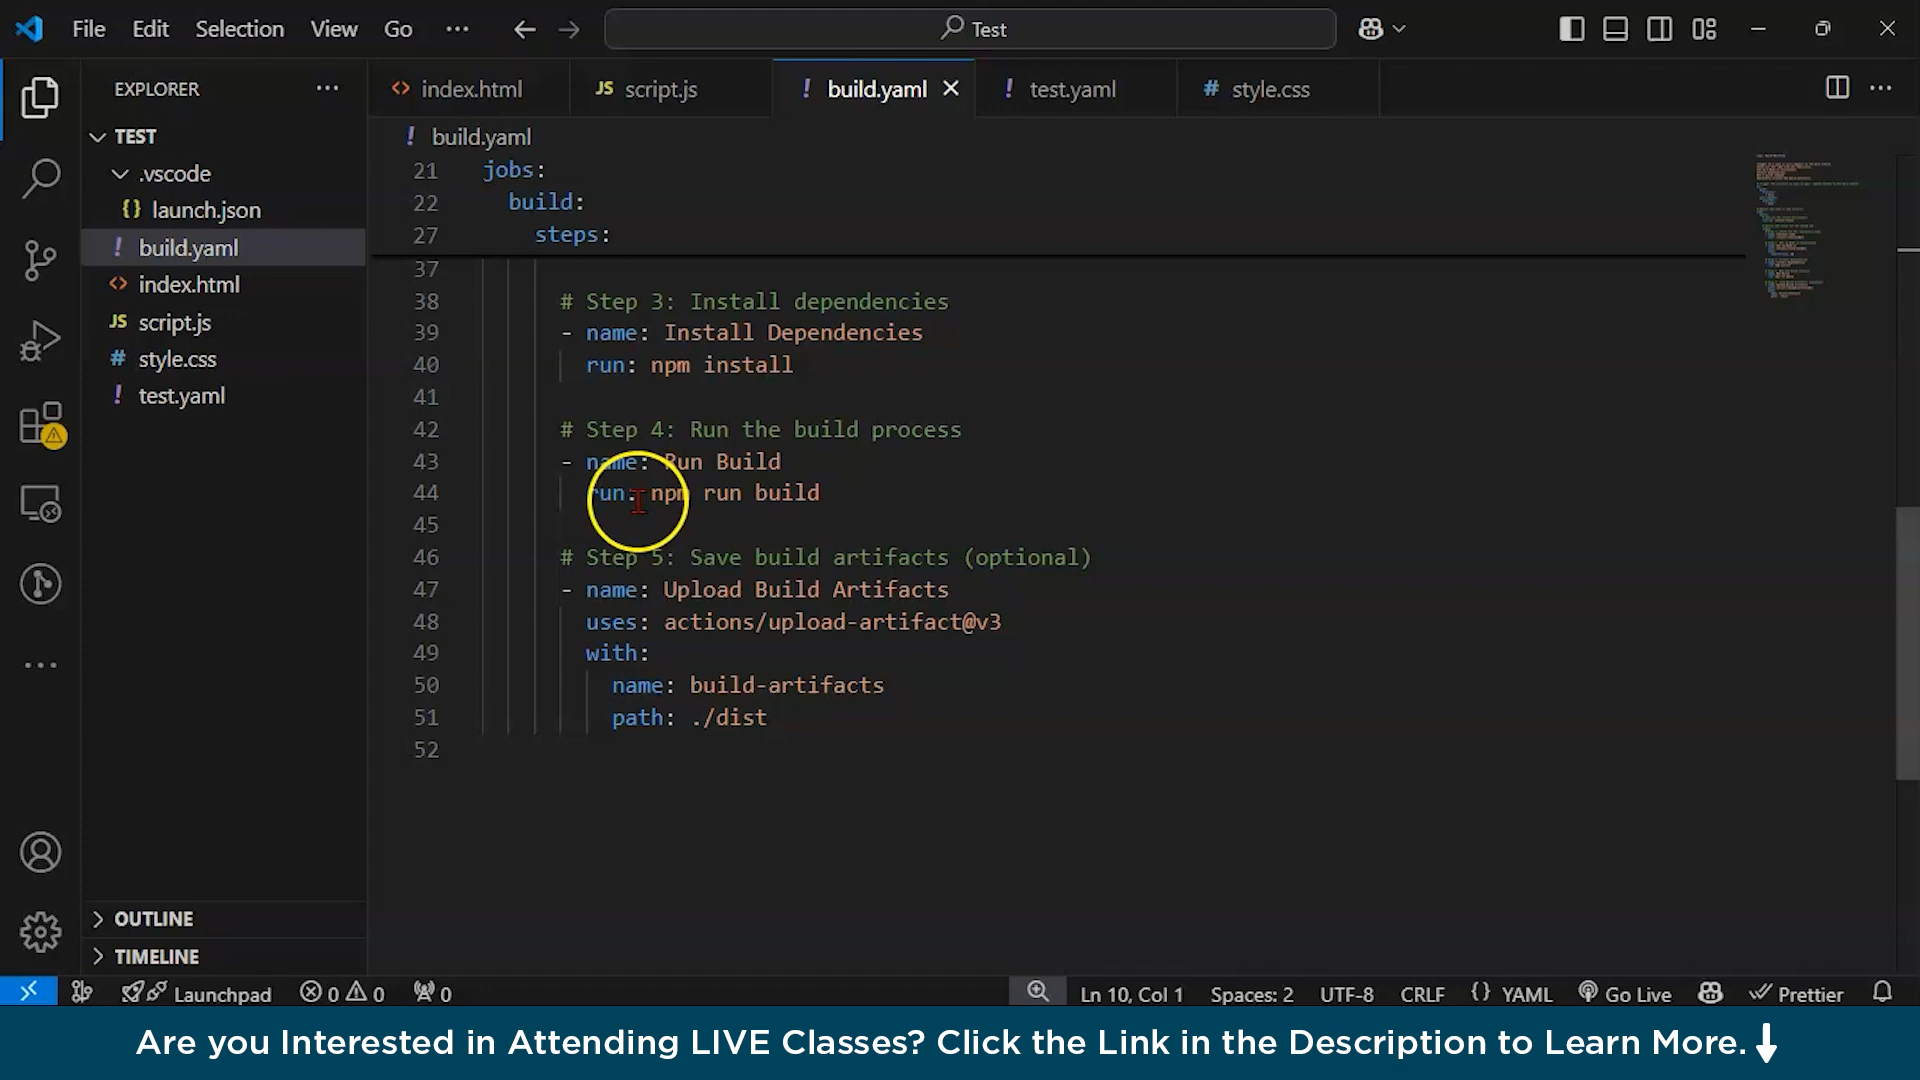 File Edit Selection View Go ··· Test
EXPLORER ···
TEST
.vscode
{} launch.json
! build.yaml
<> index.html
JS script.js
# style.css
! test.yaml
OUTLINE
TIMELINE
<> index.html JS script.js ! build.yaml ! test.yaml # style.css
! build.yaml
21 jobs:
22 build:
27 steps:
37
38 # Step 3: Install dependencies
39 - name: Install Dependencies
40 run: npm install
41
42 # Step 4: Run the build process
43 - name: Run Build
44 run: npm run build
45
46 # Step 5: Save build artifacts (optional)
47 - name: Upload Build Artifacts
48 uses: actions/upload-artifact@v3
49 with:
50 name: build-artifacts
51 path: ./dist
52
Launchpad 0 0 0 Ln 10, Col 1 Spaces: 2 UTF-8 CRLF {} YAML Go Live Prettier
Are you Interested in Attending LIVE Classes? Click the Link in the Description to Learn More.